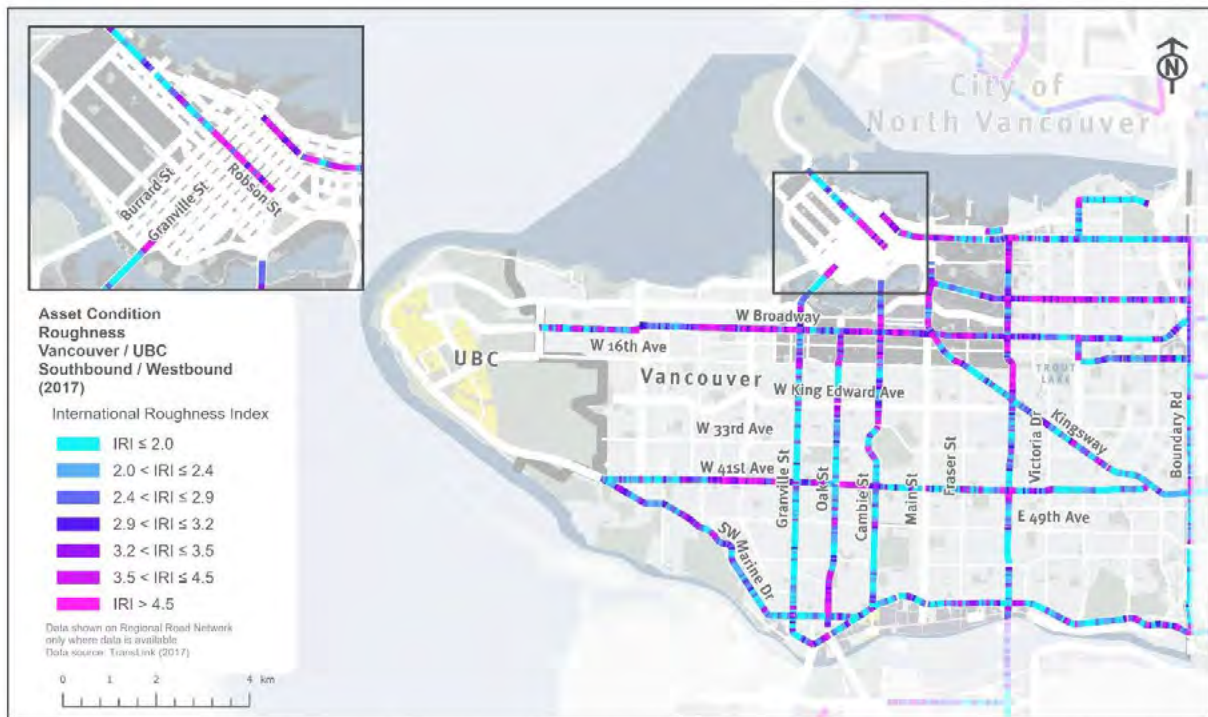 Burrard St
Granville St
Robson St
N
City of
North Vancouver
Asset Condition
Roughness
Vancouver / UBC
Southbound / Westbound
(2017)
International Roughness Index
IRI ≤ 2.0
2.0 < IRI ≤ 2.4
2.4 < IRI ≤ 2.9
2.9 < IRI ≤ 3.2
3.2 < IRI ≤ 3.5
3.5 < IRI ≤ 4.5
IRI > 4.5
Data shown on Regional Road Network
only where data is available
Data source: TransLink (2017)
0 1 2 4 km
UBC
W Broadway
W 16th Ave
Vancouver
TROUT
LAKE
W King Edward Ave
W 33rd Ave
W 41st Ave
Granville St
Oak St
Cambie St
Main St
Fraser St
Victoria Dr
Kingsway
Boundary Rd
E 49th Ave
SW Marine Dr